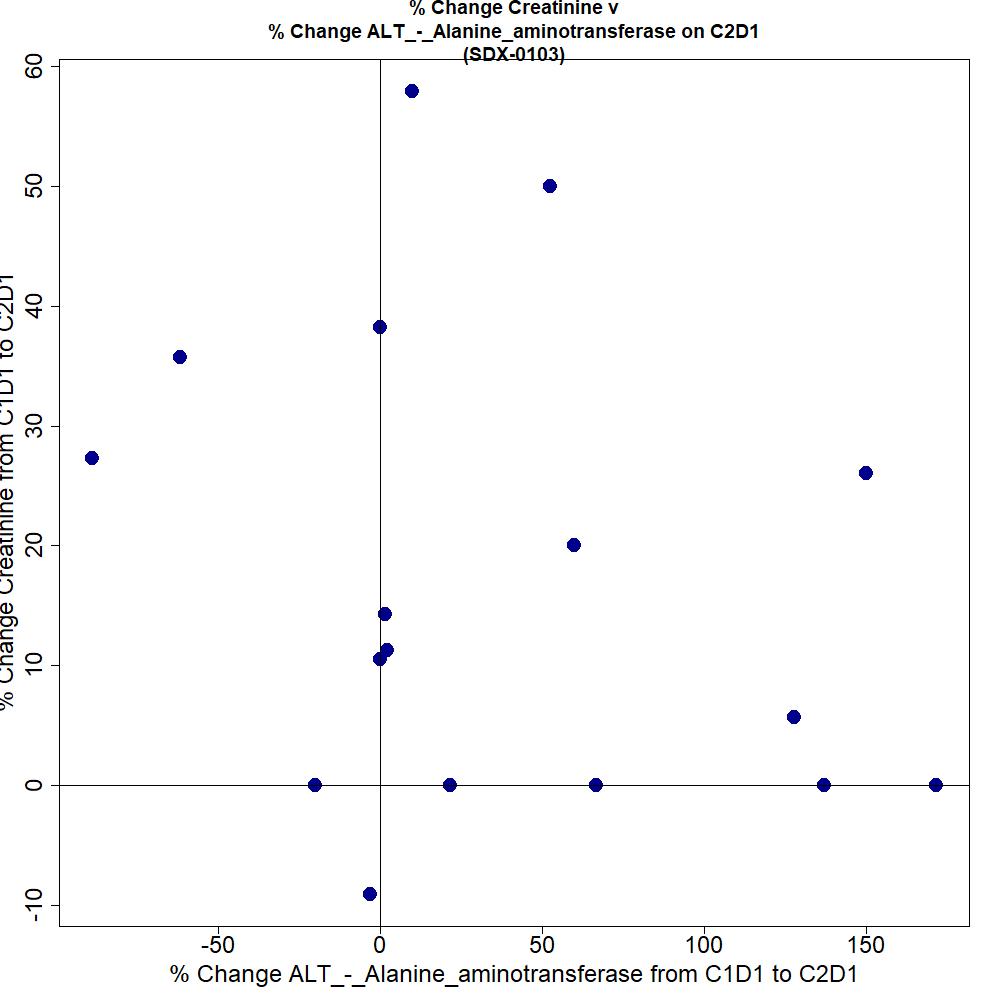 % Change Creatinine v
% Change ALT_-_Alanine_aminotransferase on C2D1
(SDX-0103)
% Change Creatinine from C1D1 to C2D1
60
50
40
30
20
10
0
-10
-50
0
50
100
150
% Change ALT_-_Alanine_aminotransferase from C1D1 to C2D1